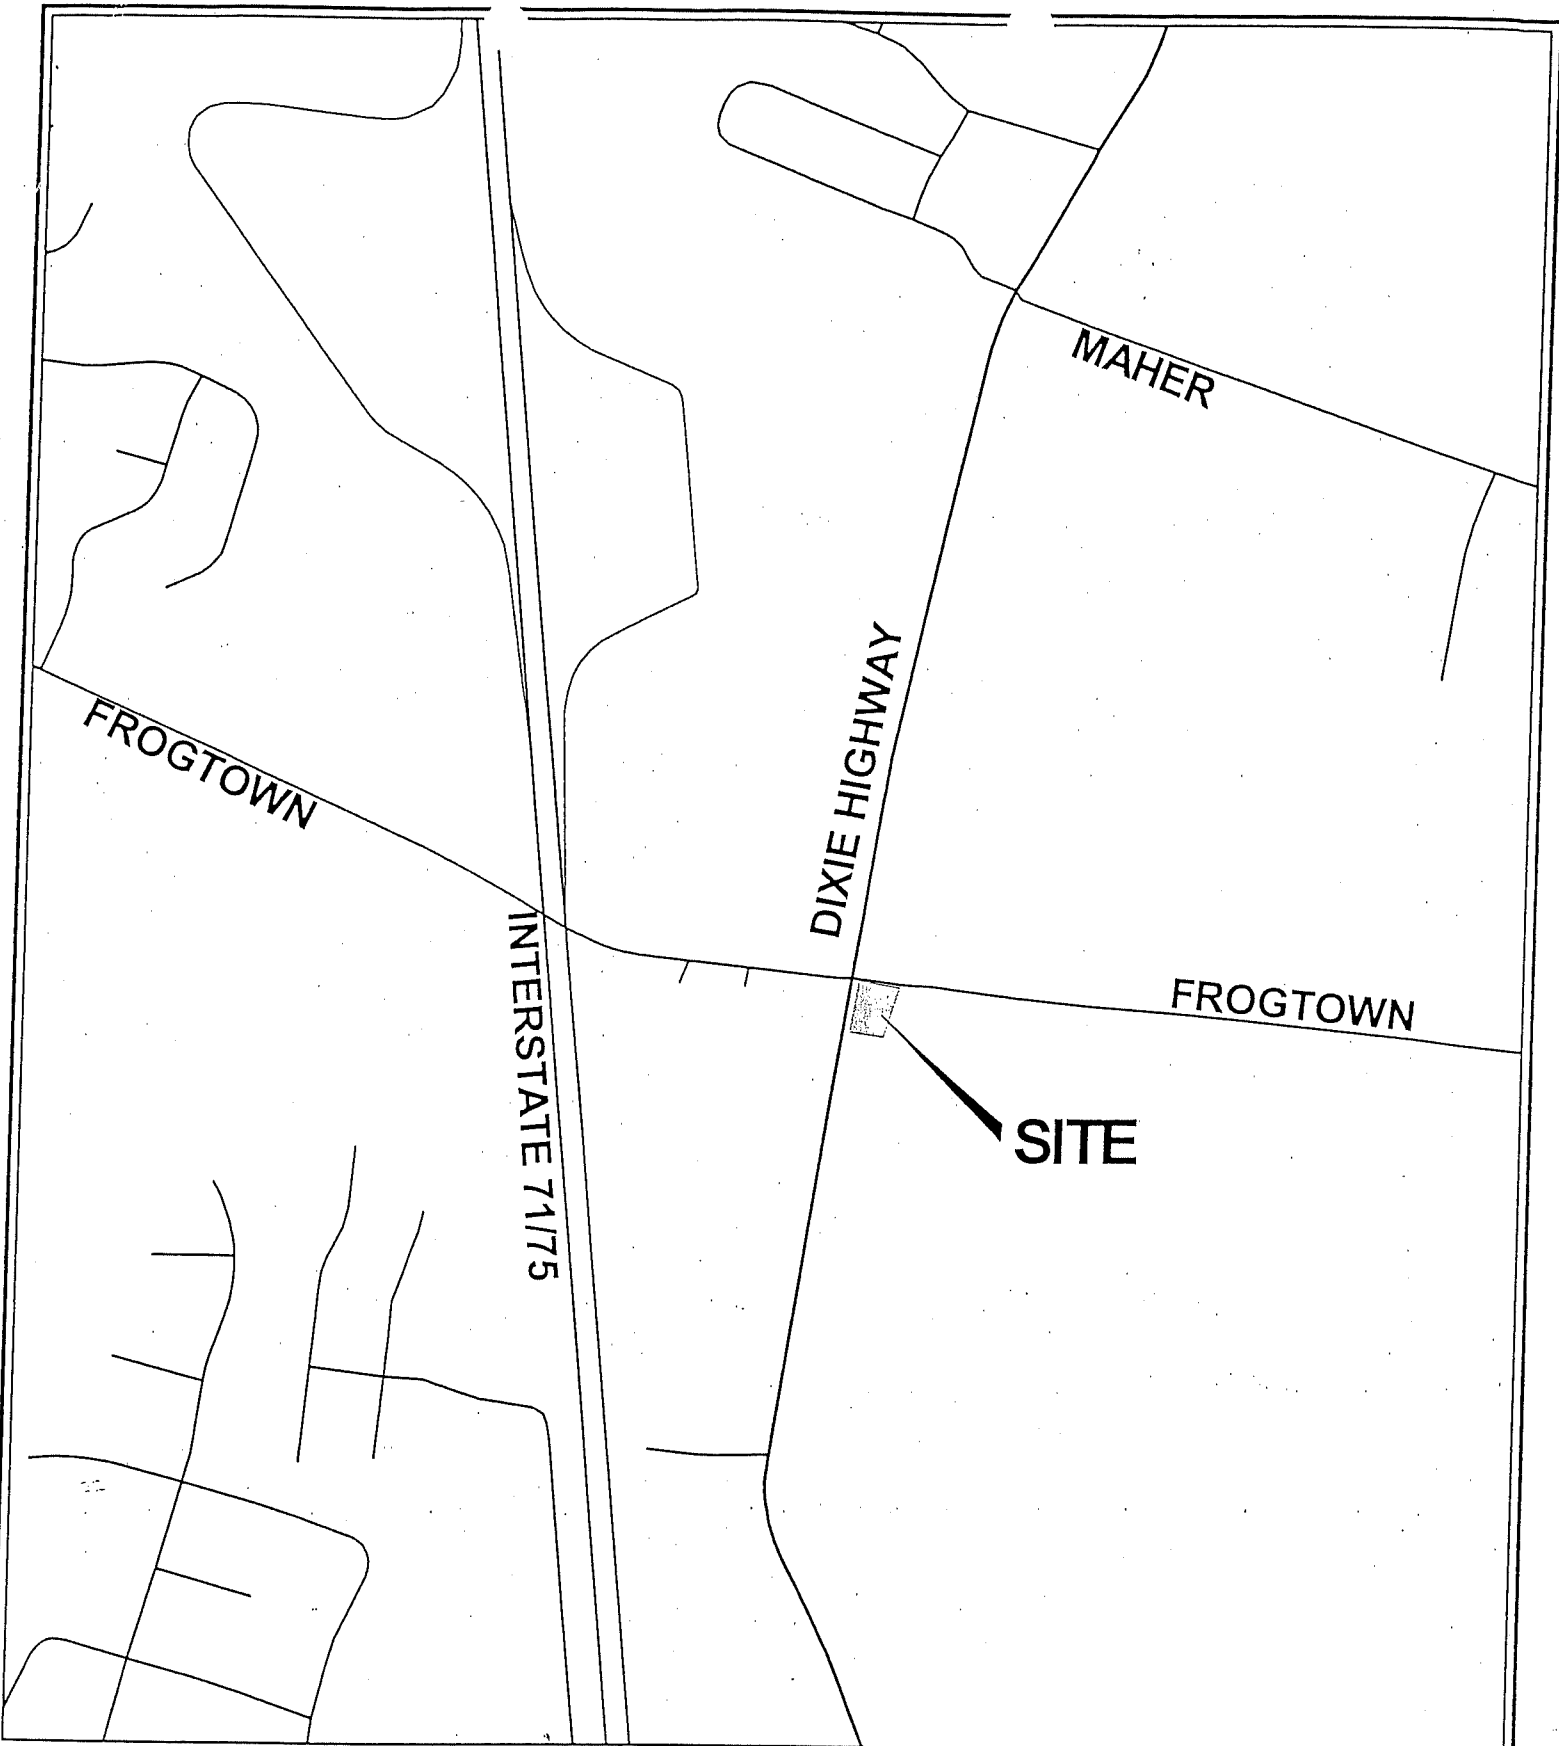 MAHER
DIXIE HIGHWAY
FROGTOWN
INTERSTATE 71/75
FROGTOWN
SITE